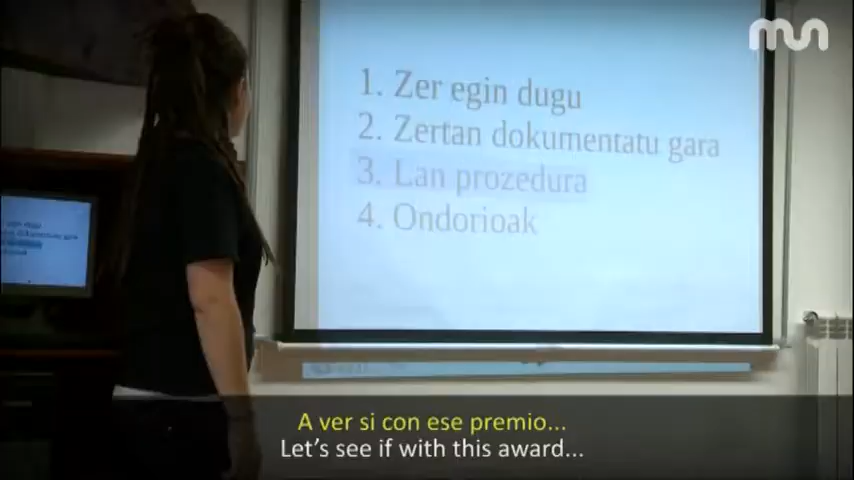 mun
1. Zer egin dugu
2. Zertan dokumentatu gara
3. Lan prozedura
4. Ondorioak
A ver si con ese premio...
Let's see if with this award...